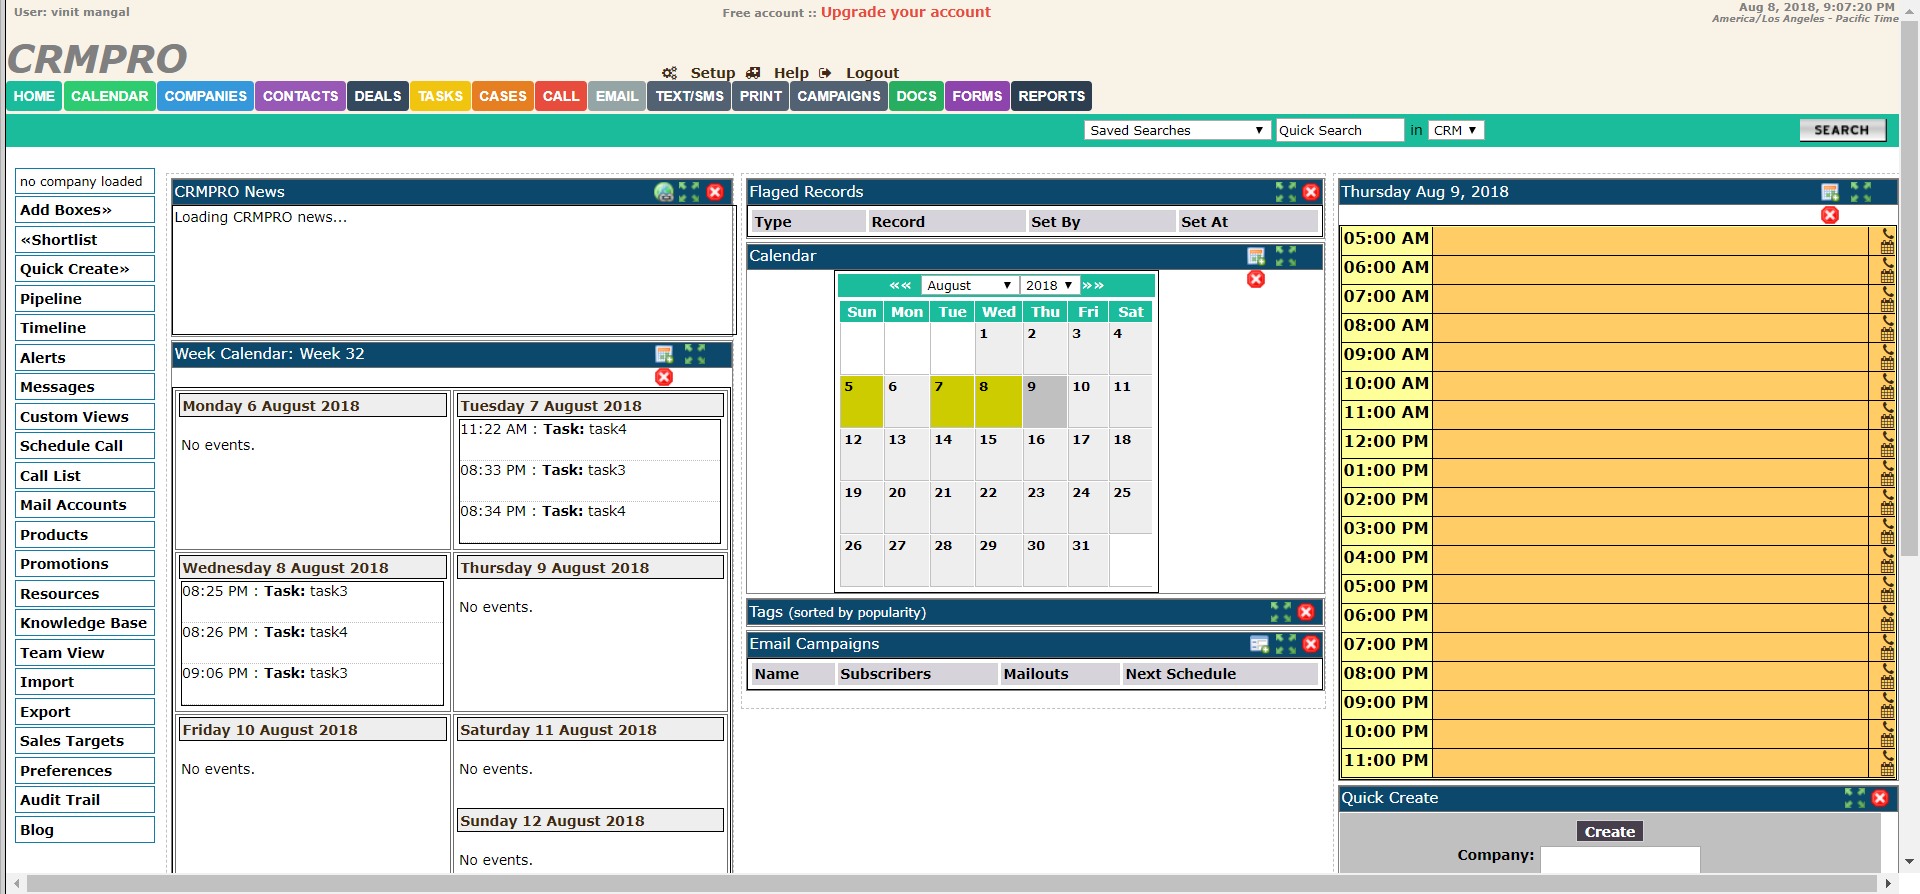 User: vinit mangal
Free account :: Upgrade your account
Aug 8, 2018, 9:07:20 PM
America/Los Angeles - Pacific Time
CRMPRO
Setup Help Logout
HOME CALENDAR COMPANIES CONTACTS DEALS TASKS CASES CALL EMAIL TEXT/SMS PRINT CAMPAIGNS DOCS FORMS REPORTS
Saved Searches Quick Search in CRM SEARCH
no company loaded
Add Boxes»
«Shortlist
Quick Create»
Pipeline
Timeline
Alerts
Messages
Custom Views
Schedule Call
Call List
Mail Accounts
Products
Promotions
Resources
Knowledge Base
Team View
Import
Export
Sales Targets
Preferences
Audit Trail
Blog
CRMPRO News
Loading CRMPRO news...
Week Calendar: Week 32
Monday 6 August 2018
No events.
Tuesday 7 August 2018
11:22 AM : Task: task4
08:33 PM : Task: task3
08:34 PM : Task: task4
Wednesday 8 August 2018
08:25 PM : Task: task3
08:26 PM : Task: task4
09:06 PM : Task: task3
Thursday 9 August 2018
No events.
Friday 10 August 2018
No events.
Saturday 11 August 2018
No events.
Sunday 12 August 2018
No events.
Flaged Records
Type Record Set By Set At
Calendar
«« August 2018 »»
Sun Mon Tue Wed Thu Fri Sat
1 2 3 4
5 6 7 8 9 10 11
12 13 14 15 16 17 18
19 20 21 22 23 24 25
26 27 28 29 30 31
Tags (sorted by popularity)
Email Campaigns
Name Subscribers Mailouts Next Schedule
Thursday Aug 9, 2018
05:00 AM
06:00 AM
07:00 AM
08:00 AM
09:00 AM
10:00 AM
11:00 AM
12:00 PM
01:00 PM
02:00 PM
03:00 PM
04:00 PM
05:00 PM
06:00 PM
07:00 PM
08:00 PM
09:00 PM
10:00 PM
11:00 PM
Quick Create
Create
Company: